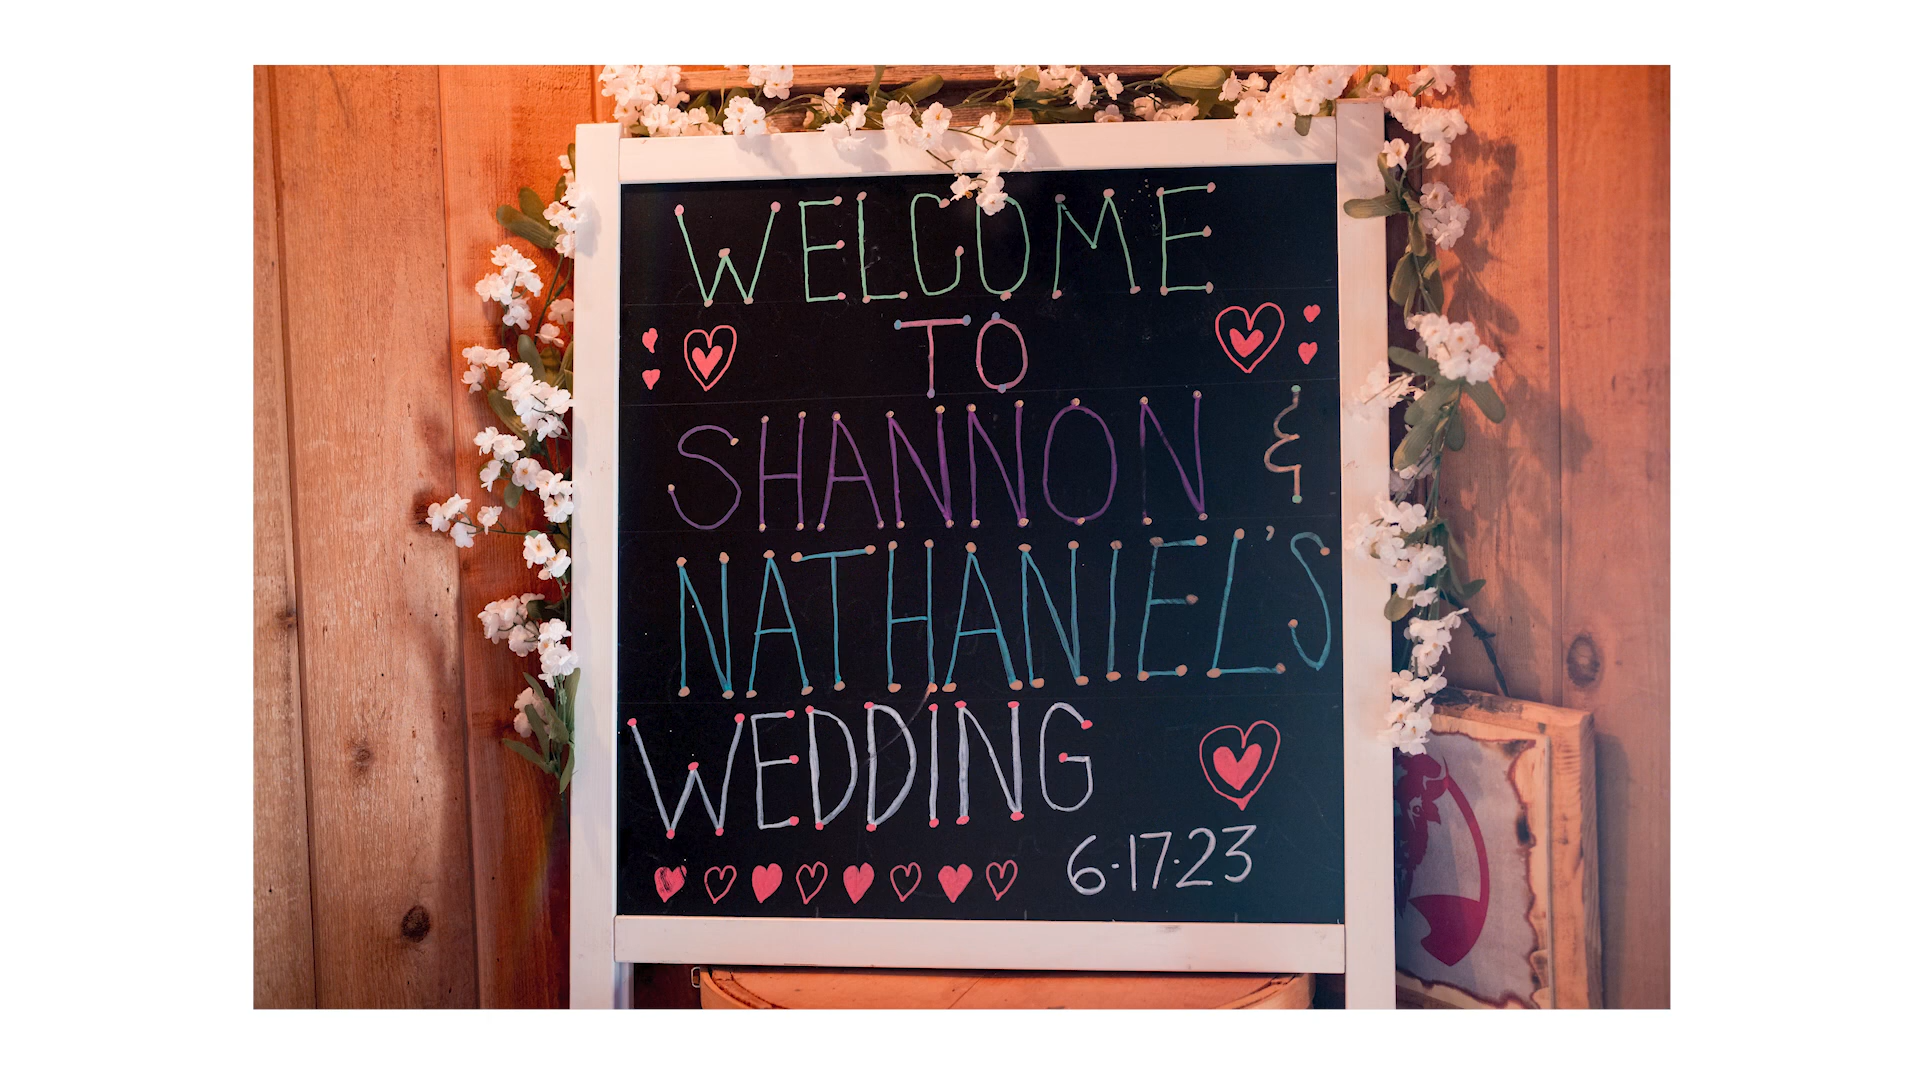 WELCOME
TO
SHANNON &
NATHANIEL'S
WEDDING
6·17·23